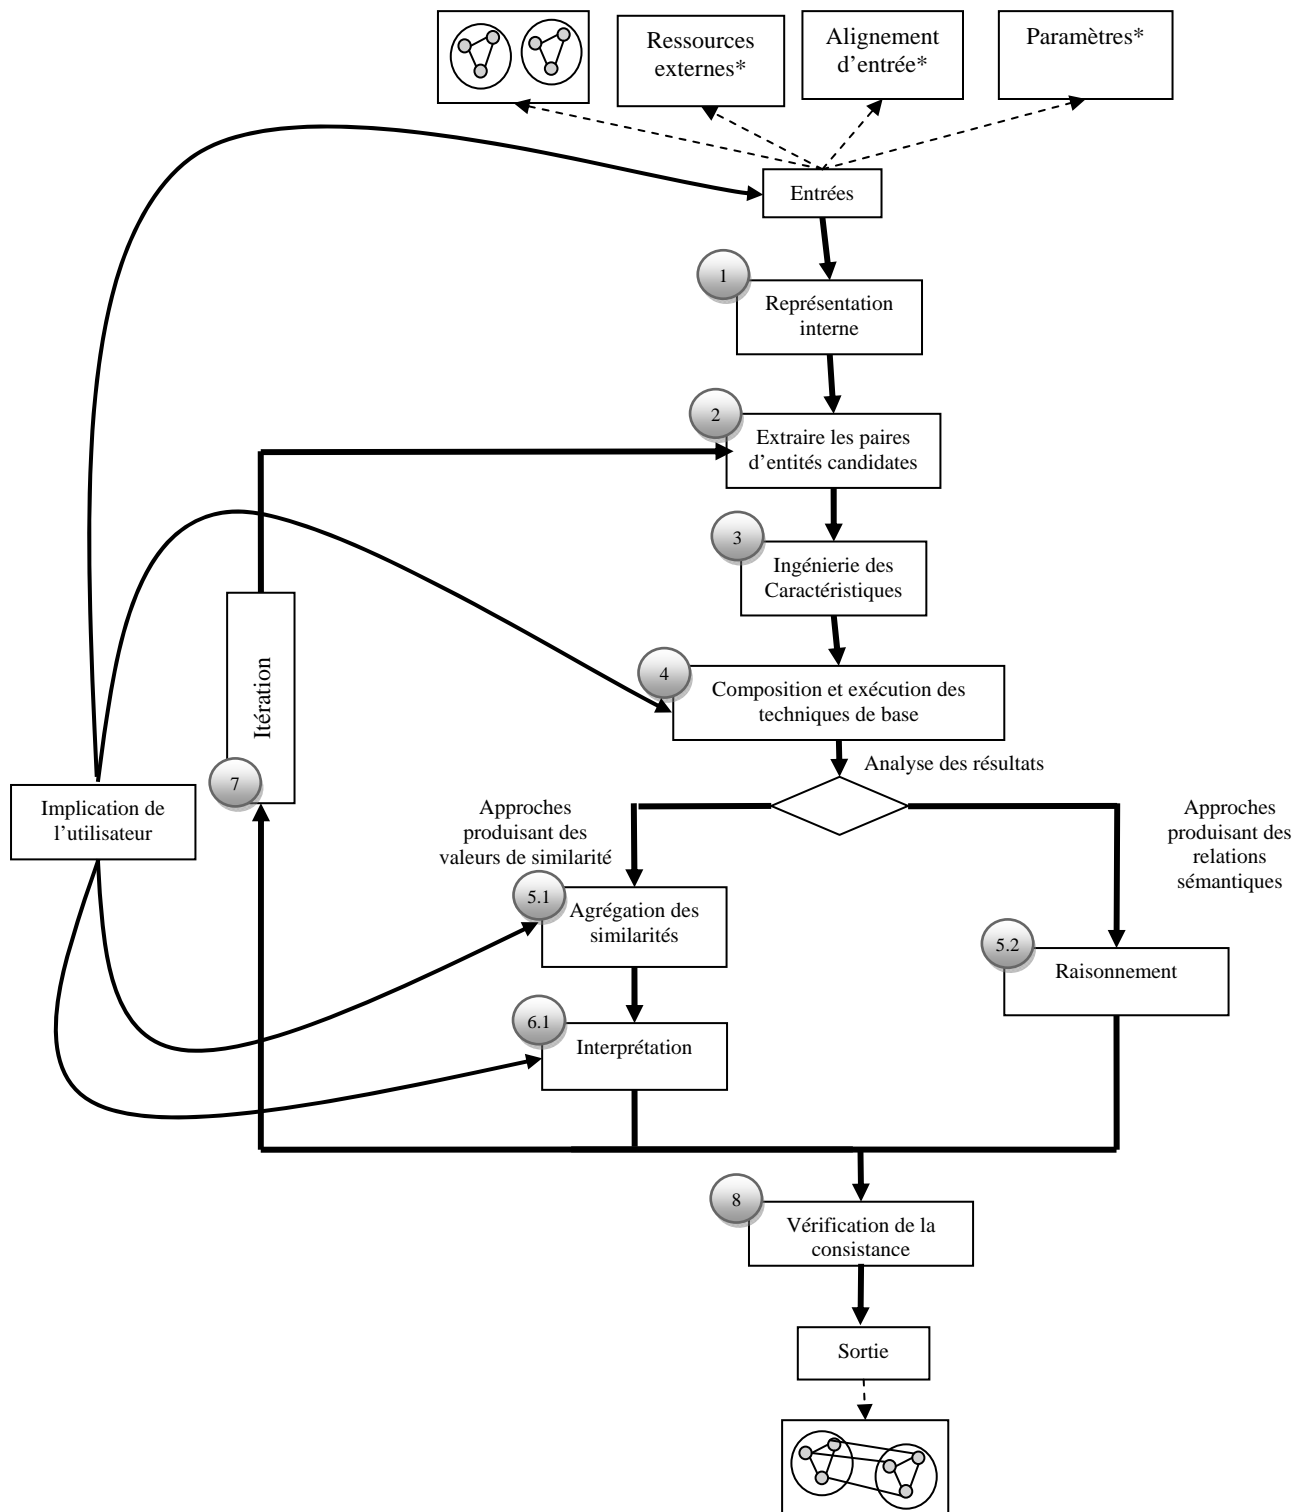 Ressources
externes*
Alignement
d'entrée*
Paramètres*
Entrées
1
Représentation
interne
2
Extraire les paires
d'entités candidates
3
Ingénierie des
Caractéristiques
4
Composition et exécution des
techniques de base
Analyse des résultats
Itération
7
Implication de
l'utilisateur
Approches
produisant des
valeurs de similarité
Approches
produisant des
relations
sémantiques
5.1
Agrégation des
similarités
5.2
Raisonnement
6.1
Interprétation
8
Vérification de la
consistance
Sortie